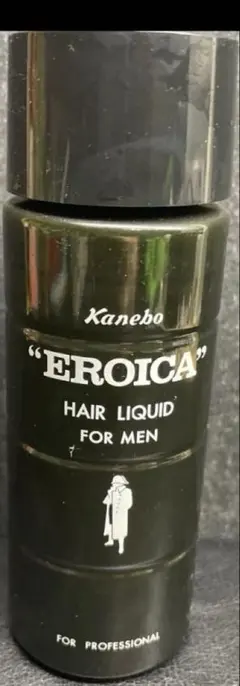 Kanebo
“EROICA”
HAIR LIQUID
FOR MEN
FOR PROFESSIONAL